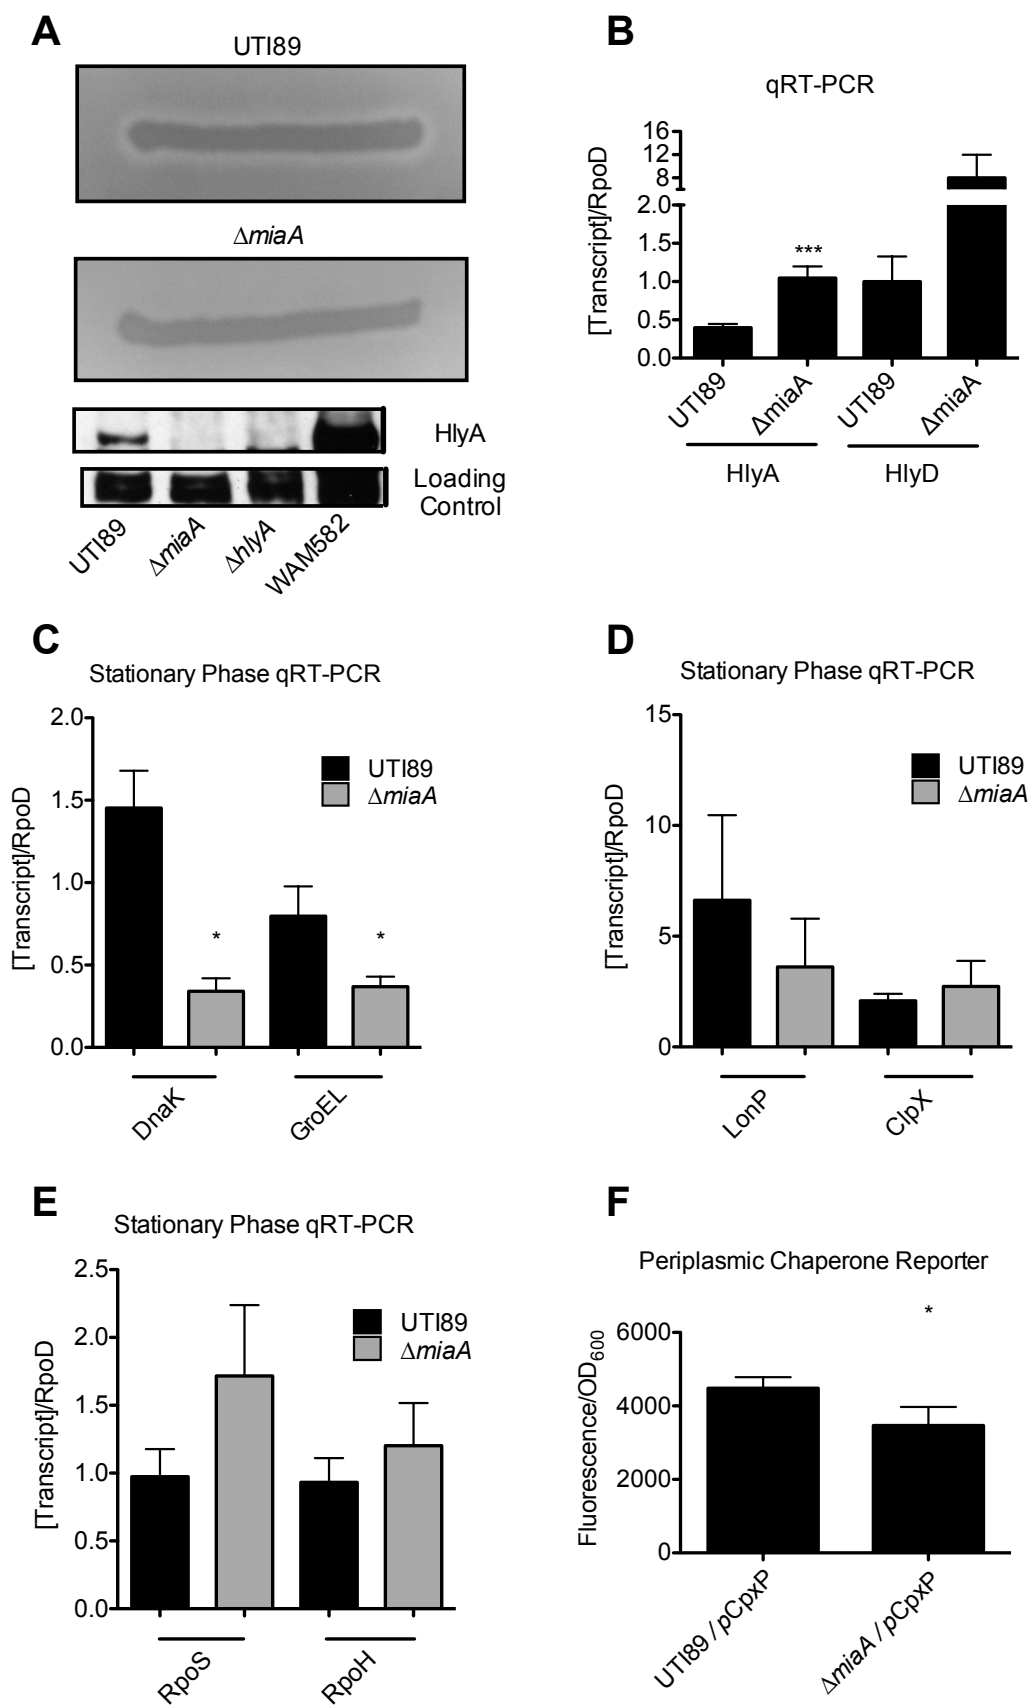 A
UTI89
ΔmiaA
HlyA
Loading
Control
UTI89
ΔmiaA
ΔhlyA
WAM582
B
qRT-PCR
[Transcript]/RpoD
16
12
8
2.0
1.5
1.0
0.5
0.0
***
UTI89
ΔmiaA
UTI89
ΔmiaA
HlyA
HlyD
C
Stationary Phase qRT-PCR
[Transcript]/RpoD
2.0
1.5
1.0
0.5
0.0
UTI89
ΔmiaA
*
*
DnaK
GroEL
D
Stationary Phase qRT-PCR
[Transcript]/RpoD
15
10
5
0
UTI89
ΔmiaA
LonP
ClpX
E
Stationary Phase qRT-PCR
[Transcript]/RpoD
2.5
2.0
1.5
1.0
0.5
0.0
UTI89
ΔmiaA
RpoS
RpoH
F
Periplasmic Chaperone Reporter
*
Fluorescence/OD600
6000
4000
2000
0
UTI89 / pCpxP
ΔmiaA / pCpxP